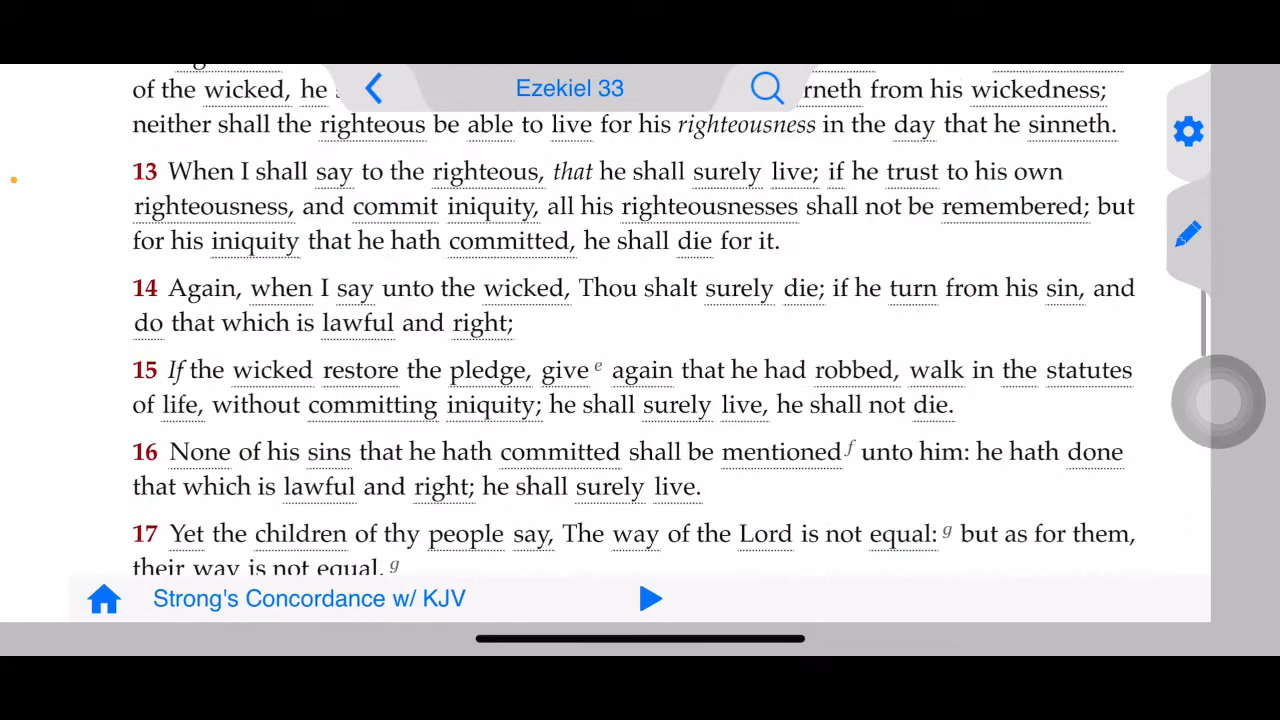 Ezekiel 33
of the wicked, he rneth from his wickedness;
neither shall the righteous be able to live for his righteousness in the day that he sinneth.
13 When I shall say to the righteous, that he shall surely live; if he trust to his own
righteousness, and commit iniquity, all his righteousnesses shall not be remembered; but
for his iniquity that he hath committed, he shall die for it.
14 Again, when I say unto the wicked, Thou shalt surely die; if he turn from his sin, and
do that which is lawful and right;
15 If the wicked restore the pledge, give e again that he had robbed, walk in the statutes
of life, without committing iniquity; he shall surely live, he shall not die.
16 None of his sins that he hath committed shall be mentioned f unto him: he hath done
that which is lawful and right; he shall surely live.
17 Yet the children of thy people say, The way of the Lord is not equal: g but as for them,
their way is not equal. g
Strong's Concordance w/ KJV